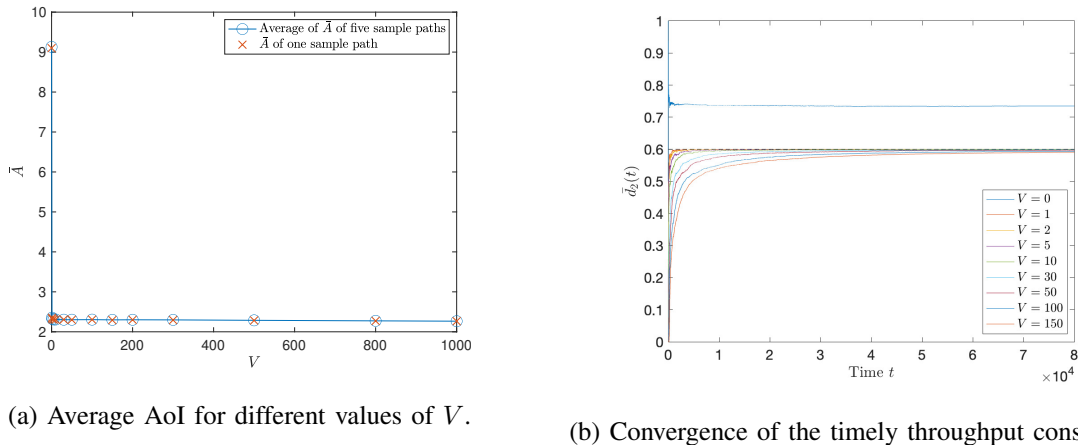 10
9
8
7
6
5
4
3
2
0 200 400 600 800 1000
Ā
V
Average of Ā of five sample paths
Ā of one sample path
(a) Average AoI for different values of V.
1
0.9
0.8
0.7
0.6
0.5
0.4
0.3
0.2
0.1
0
0 1 2 3 4 5 6 7 8
×10⁴
d̄₂(t)
Time t
V = 0
V = 1
V = 2
V = 5
V = 10
V = 30
V = 50
V = 100
V = 150
(b) Convergence of the timely throughput cons